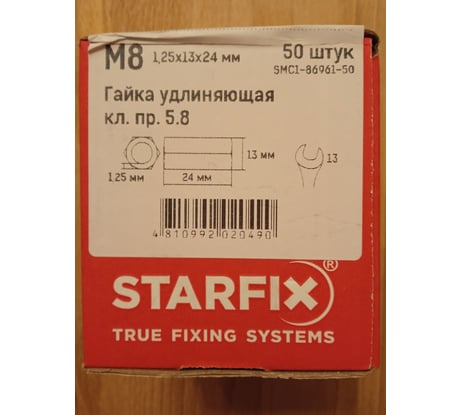 M8 1,25x13x24 мм 50 штук
SMC1-86961-50
Гайка удлиняющая
кл. пр. 5.8
13 мм 13
1,25 мм 24 мм
4 810992 020490
STARFIX®
TRUE FIXING SYSTEMS